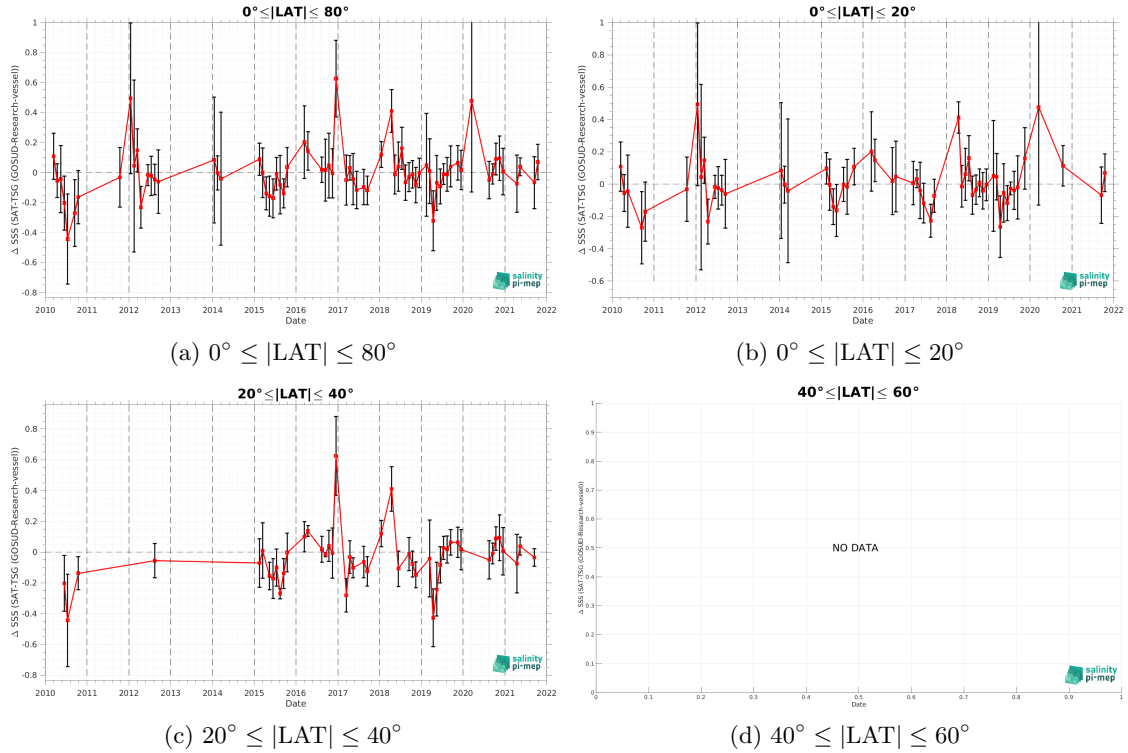 0°≤|LAT|≤ 80°
Δ SSS (SAT-TSG (GOSUD-Research-vessel))
1
0.8
0.6
0.4
0.2
0
-0.2
-0.4
-0.6
-0.8
2010 2011 2012 2013 2014 2015 2016 2017 2018 2019 2020 2021 2022
Date
salinity
pi-mep
(a) 0° ≤ |LAT| ≤ 80°
0°≤|LAT|≤ 20°
Δ SSS (SAT-TSG (GOSUD-Research-vessel))
1
0.8
0.6
0.4
0.2
0
-0.2
-0.4
-0.6
2010 2011 2012 2013 2014 2015 2016 2017 2018 2019 2020 2021 2022
Date
salinity
pi-mep
(b) 0° ≤ |LAT| ≤ 20°
20°≤|LAT|≤ 40°
Δ SSS (SAT-TSG (GOSUD-Research-vessel))
0.8
0.6
0.4
0.2
0
-0.2
-0.4
-0.6
-0.8
2010 2011 2012 2013 2014 2015 2016 2017 2018 2019 2020 2021 2022
Date
salinity
pi-mep
(c) 20° ≤ |LAT| ≤ 40°
40°≤|LAT|≤ 60°
Δ SSS (SAT-TSG (GOSUD-Research-vessel))
1
0.9
0.8
0.7
0.6
0.5
0.4
0.3
0.2
0.1
0
NO DATA
0 0.1 0.2 0.3 0.4 0.5 0.6 0.7 0.8 0.9 1
Date
salinity
pi-mep
(d) 40° ≤ |LAT| ≤ 60°